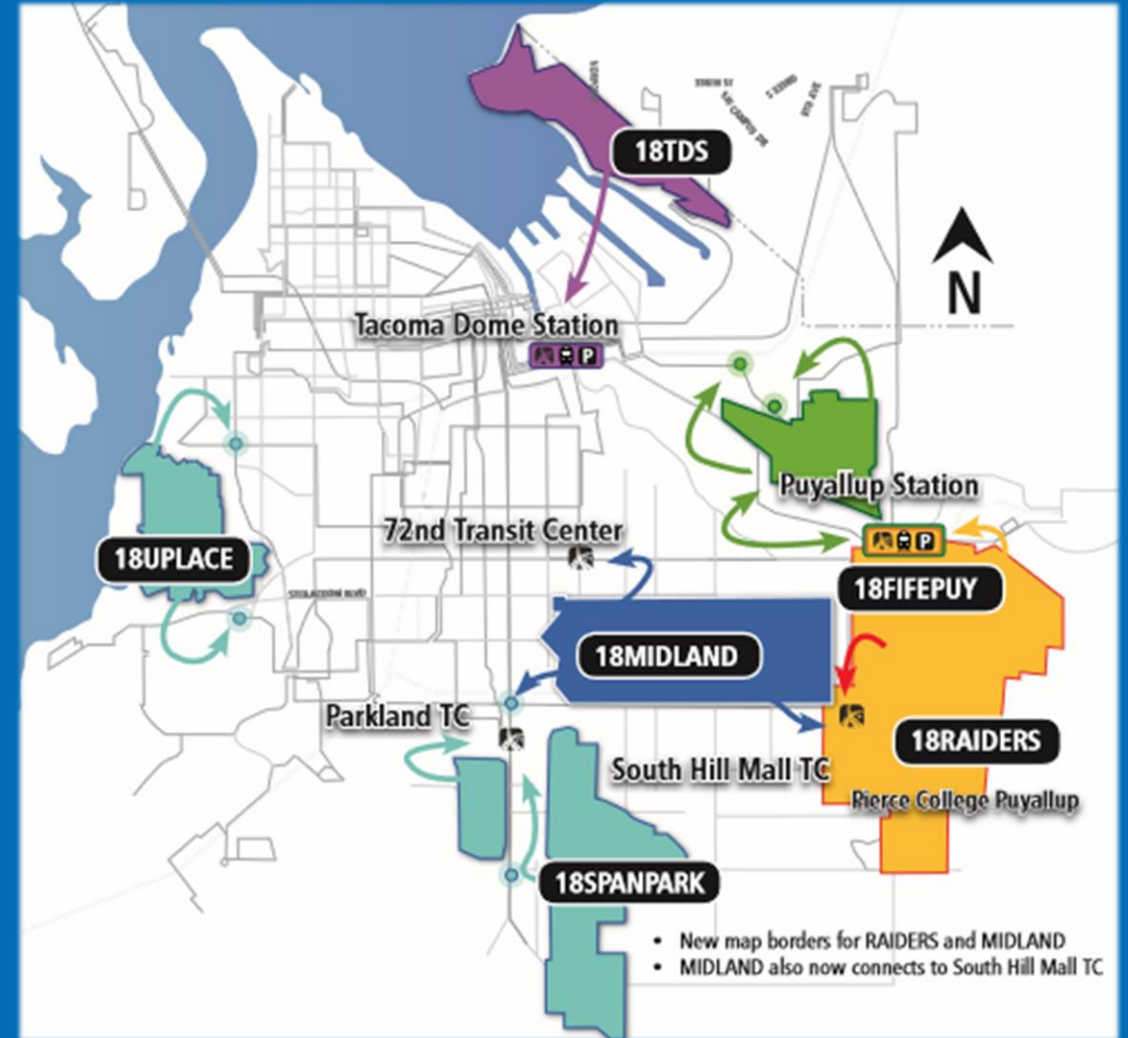 18TDS
N
Tacoma Dome Station
P
Puyallup Station
P
72nd Transit Center
18UPLACE
18FIFEPUY
18MIDLAND
Parkland TC
18RAIDERS
South Hill Mall TC
Pierce College Puyallup
18SPANPARK
• New map borders for RAIDERS and MIDLAND
• MIDLAND also now connects to South Hill Mall TC